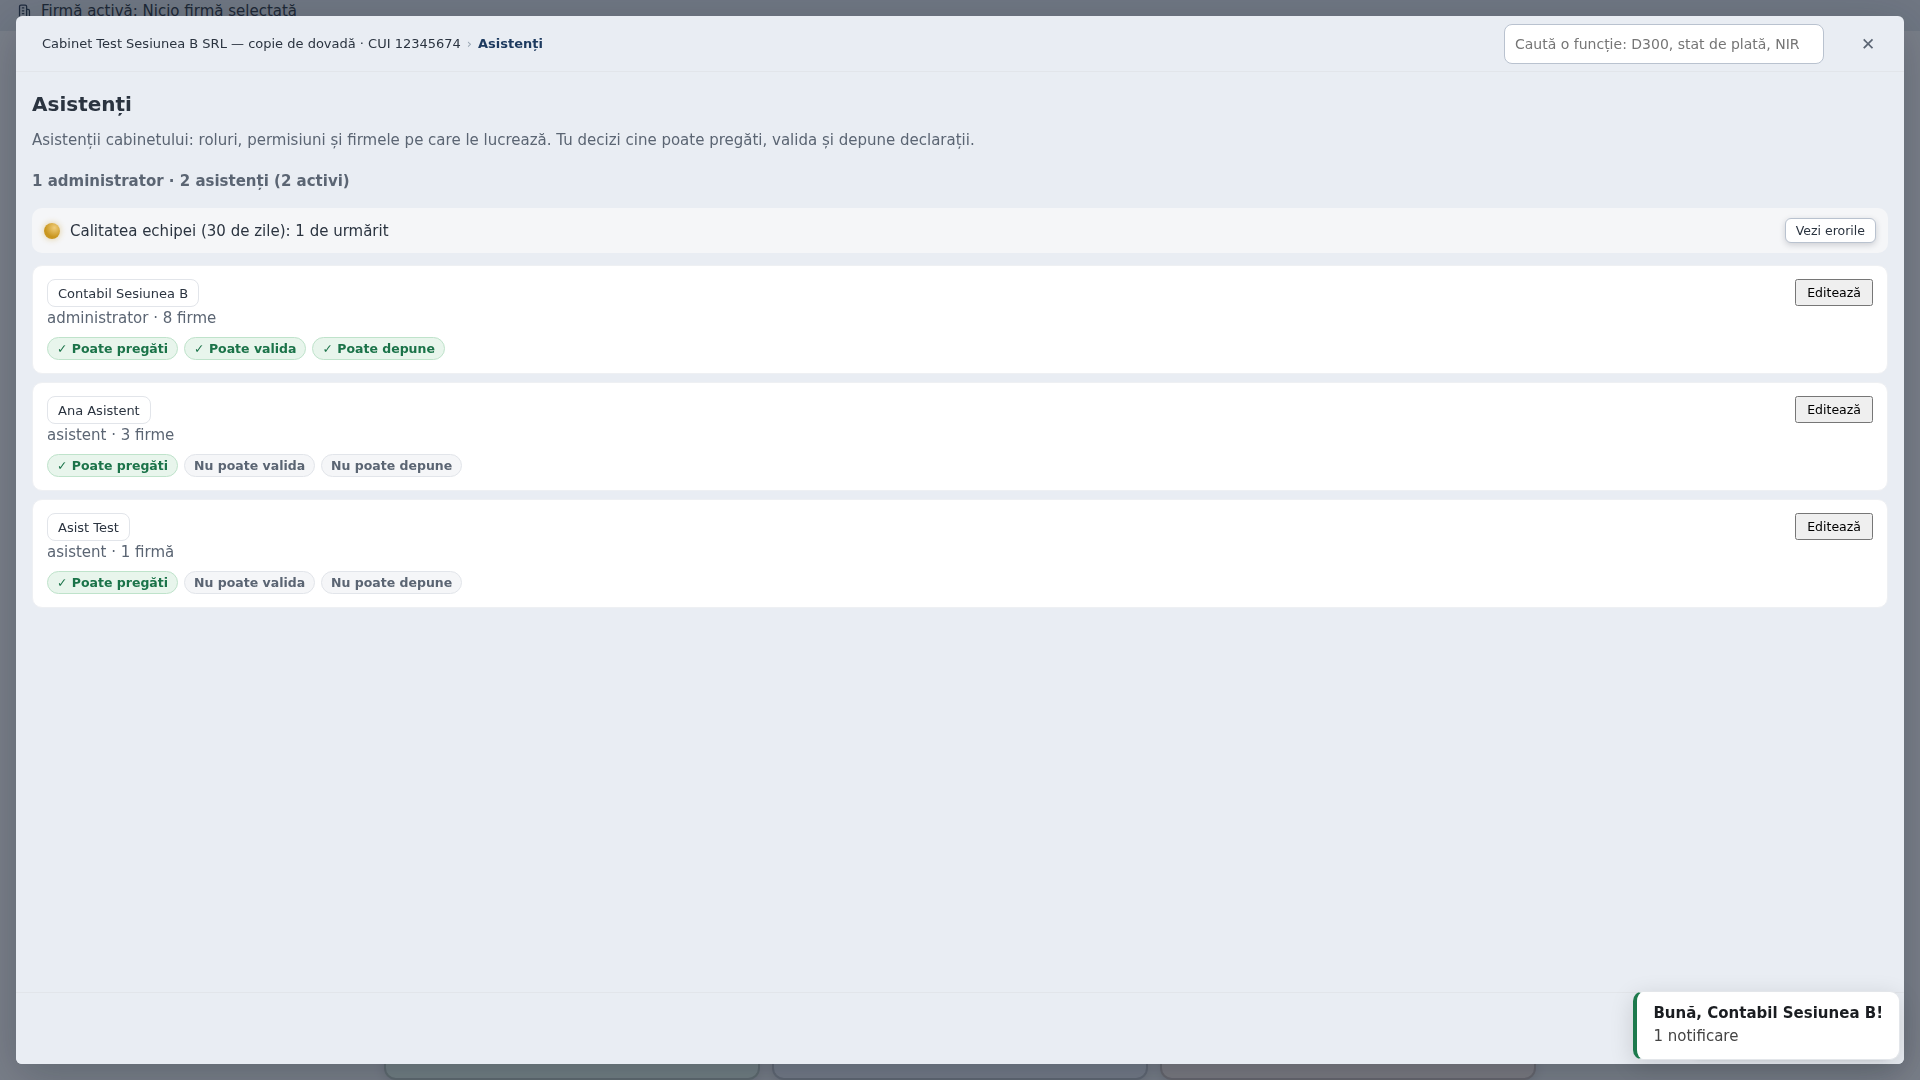 Firmă activă: Nicio firmă selectată
Cabinet Test Sesiunea B SRL — copie de dovadă · CUI 12345674 › Asistenți
Caută o funcție: D300, stat de plată, NIR
✕
Asistenți
Asistenții cabinetului: roluri, permisiuni și firmele pe care le lucrează. Tu decizi cine poate pregăti, valida și depune declarații.
1 administrator · 2 asistenți (2 activi)
Calitatea echipei (30 de zile): 1 de urmărit
Vezi erorile
Contabil Sesiunea B
Editează
administrator · 8 firme
✓ Poate pregăti
✓ Poate valida
✓ Poate depune
Ana Asistent
Editează
asistent · 3 firme
✓ Poate pregăti
Nu poate valida
Nu poate depune
Asist Test
Editează
asistent · 1 firmă
✓ Poate pregăti
Nu poate valida
Nu poate depune
Bună, Contabil Sesiunea B!
1 notificare